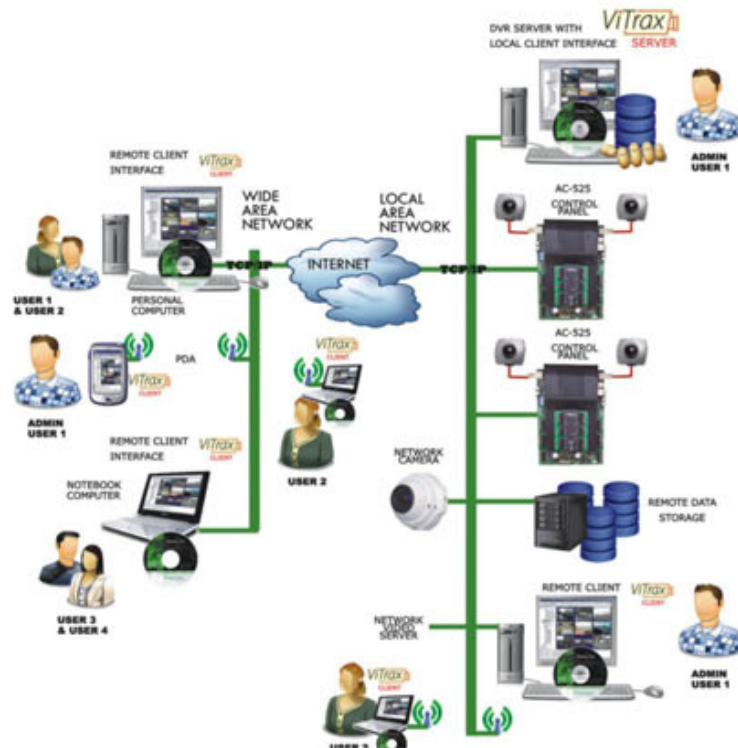 DVR SERVER WITH
LOCAL CLIENT INTERFACE
ViTrax
SERVER
ADMIN
USER 1
REMOTE CLIENT
INTERFACE
ViTrax
CLIENT
WIDE
AREA
NETWORK
LOCAL
AREA
NETWORK
AC-525
CONTROL
PANEL
TCP/IP
INTERNET
TCP/IP
USER 1
& USER 2
PERSONAL
COMPUTER
PDA
ViTrax
CLIENT
ADMIN
USER 1
ViTrax
CLIENT
USER 2
AC-525
CONTROL
PANEL
REMOTE CLIENT
INTERFACE
ViTrax
CLIENT
NOTEBOOK
COMPUTER
NETWORK
CAMERA
REMOTE DATA
STORAGE
USER 3
& USER 4
REMOTE CLIENT
ViTrax
CLIENT
NETWORK
VIDEO
SERVER
ADMIN
USER 1
ViTrax
CLIENT